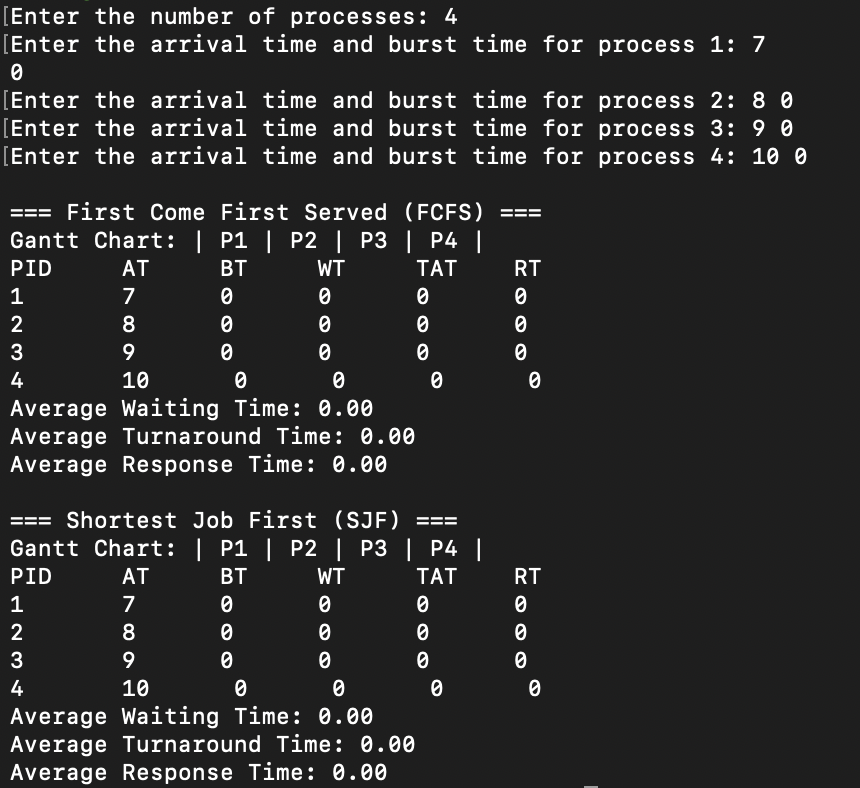 [Enter the number of processes: 4
[Enter the arrival time and burst time for process 1: 7
0
[Enter the arrival time and burst time for process 2: 8 0
[Enter the arrival time and burst time for process 3: 9 0
[Enter the arrival time and burst time for process 4: 10 0

=== First Come First Served (FCFS) ===
Gantt Chart: | P1 | P2 | P3 | P4 |
PID     AT     BT     WT     TAT    RT
1       7      0      0      0      0
2       8      0      0      0      0
3       9      0      0      0      0
4       10      0      0      0      0
Average Waiting Time: 0.00
Average Turnaround Time: 0.00
Average Response Time: 0.00

=== Shortest Job First (SJF) ===
Gantt Chart: | P1 | P2 | P3 | P4 |
PID     AT     BT     WT     TAT    RT
1       7      0      0      0      0
2       8      0      0      0      0
3       9      0      0      0      0
4       10      0      0      0      0
Average Waiting Time: 0.00
Average Turnaround Time: 0.00
Average Response Time: 0.00